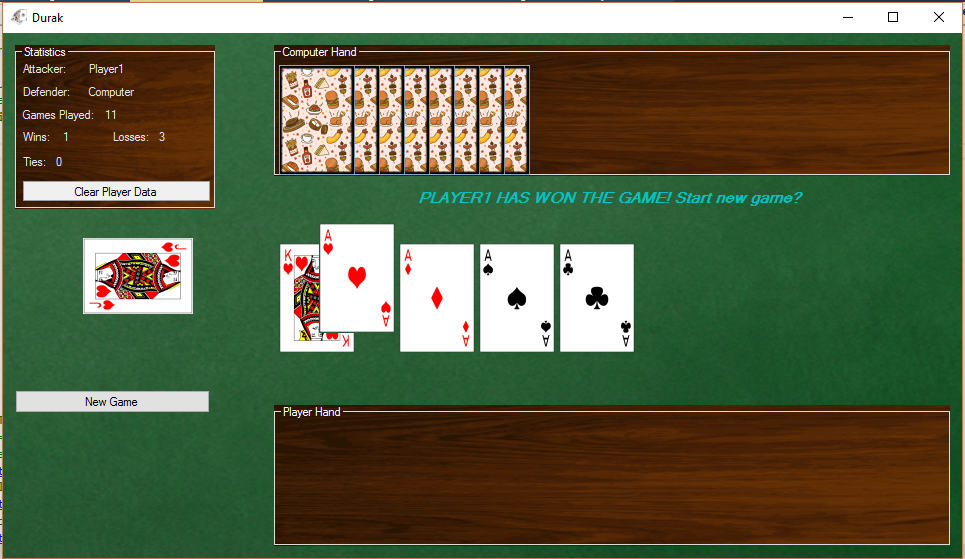 Durak
Statistics
Attacker: Player1
Defender: Computer
Games Played: 11
Wins: 1 Losses: 3
Ties: 0
Clear Player Data
Computer Hand
PLAYER1 HAS WON THE GAME! Start new game?
J
J
K
K
A
A
A
A
A
A
A
A
New Game
Player Hand